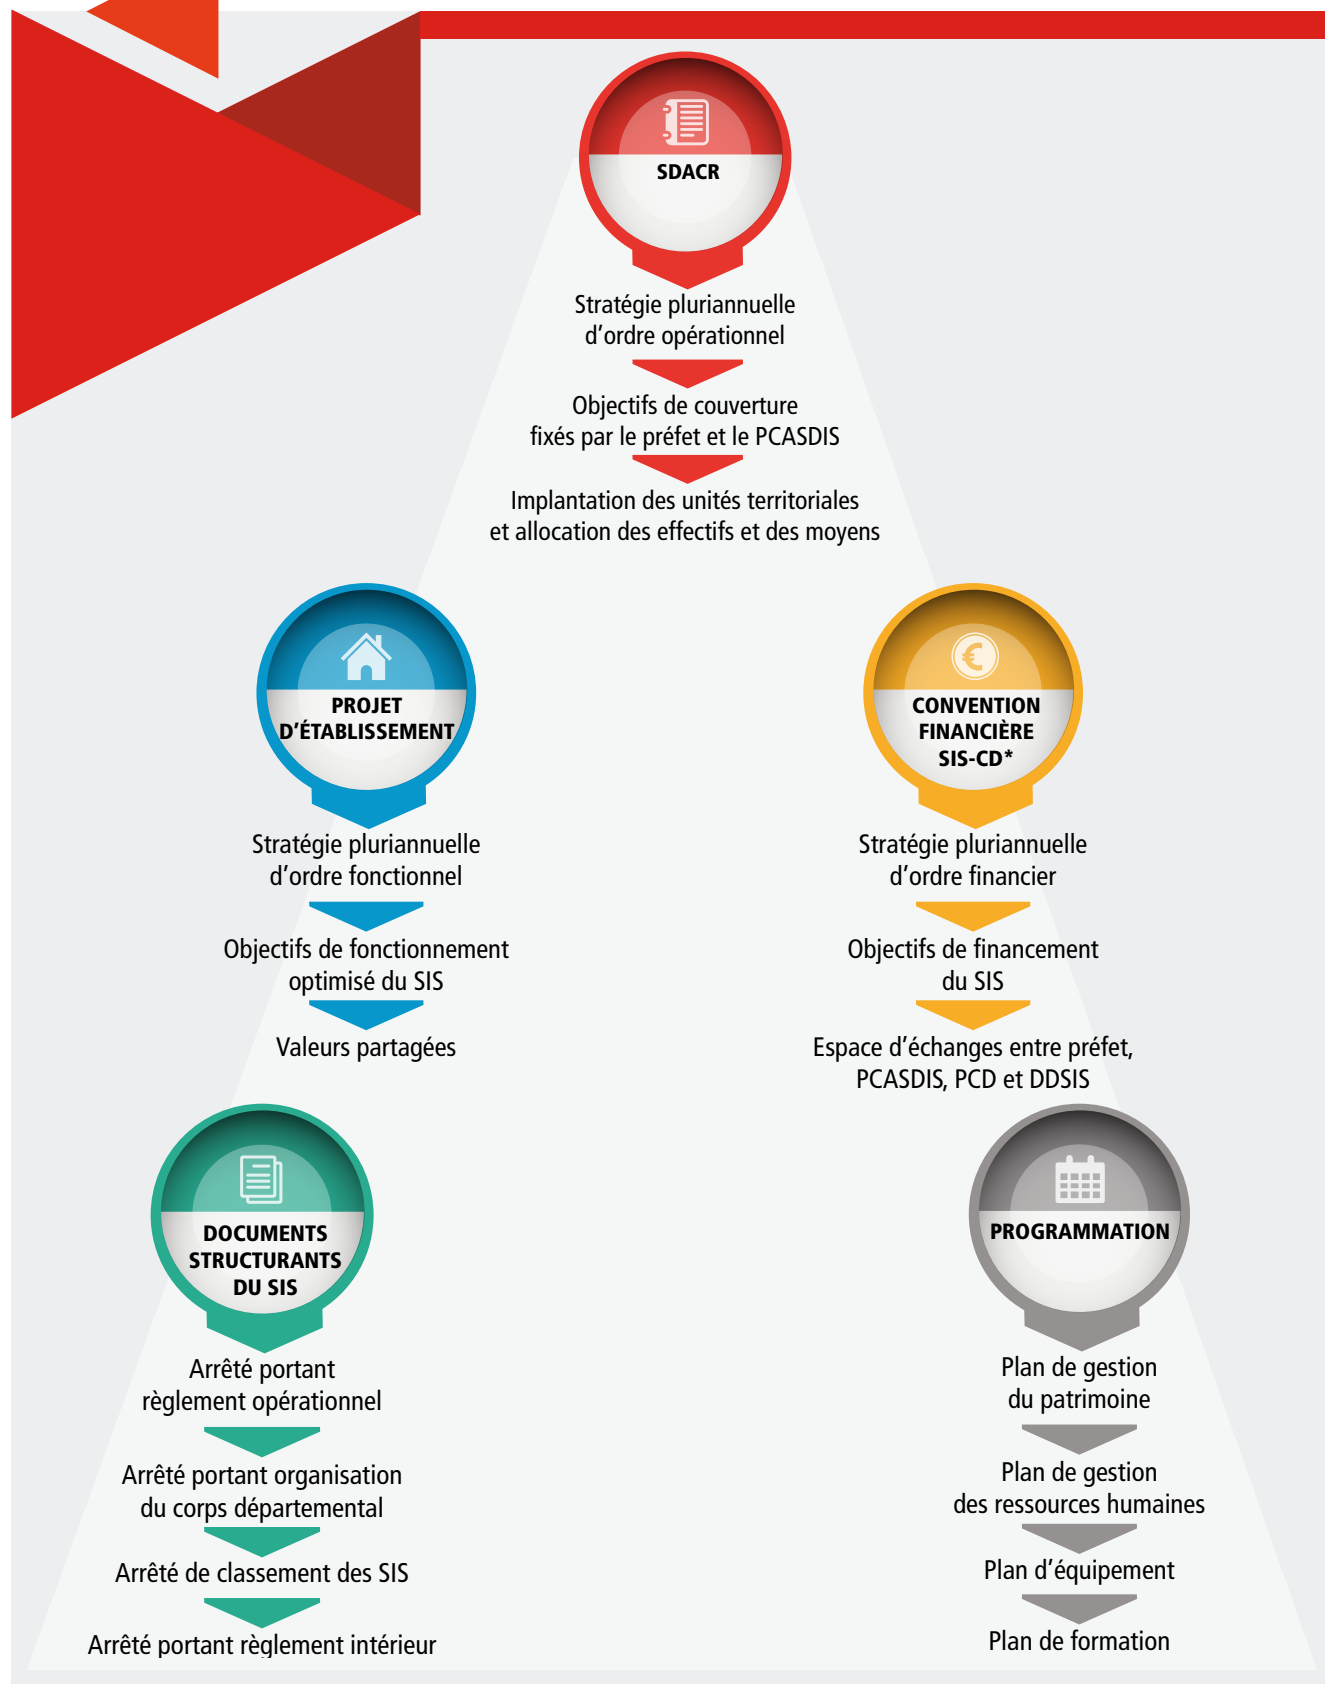 SDACR
Stratégie pluriannuelle
d’ordre opérationnel
Objectifs de couverture
fixés par le préfet et le PCASDIS
Implantation des unités territoriales
et allocation des effectifs et des moyens
PROJET
D’ÉTABLISSEMENT
Stratégie pluriannuelle
d’ordre fonctionnel
Objectifs de fonctionnement
optimisé du SIS
Valeurs partagées
CONVENTION
FINANCIÈRE
SIS-CD*
Stratégie pluriannuelle
d’ordre financier
Objectifs de financement
du SIS
Espace d’échanges entre préfet,
PCASDIS, PCD et DDSIS
DOCUMENTS
STRUCTURANTS
DU SIS
Arrêté portant
règlement opérationnel
Arrêté portant organisation
du corps départemental
Arrêté de classement des SIS
Arrêté portant règlement intérieur
PROGRAMMATION
Plan de gestion
du patrimoine
Plan de gestion
des ressources humaines
Plan d’équipement
Plan de formation